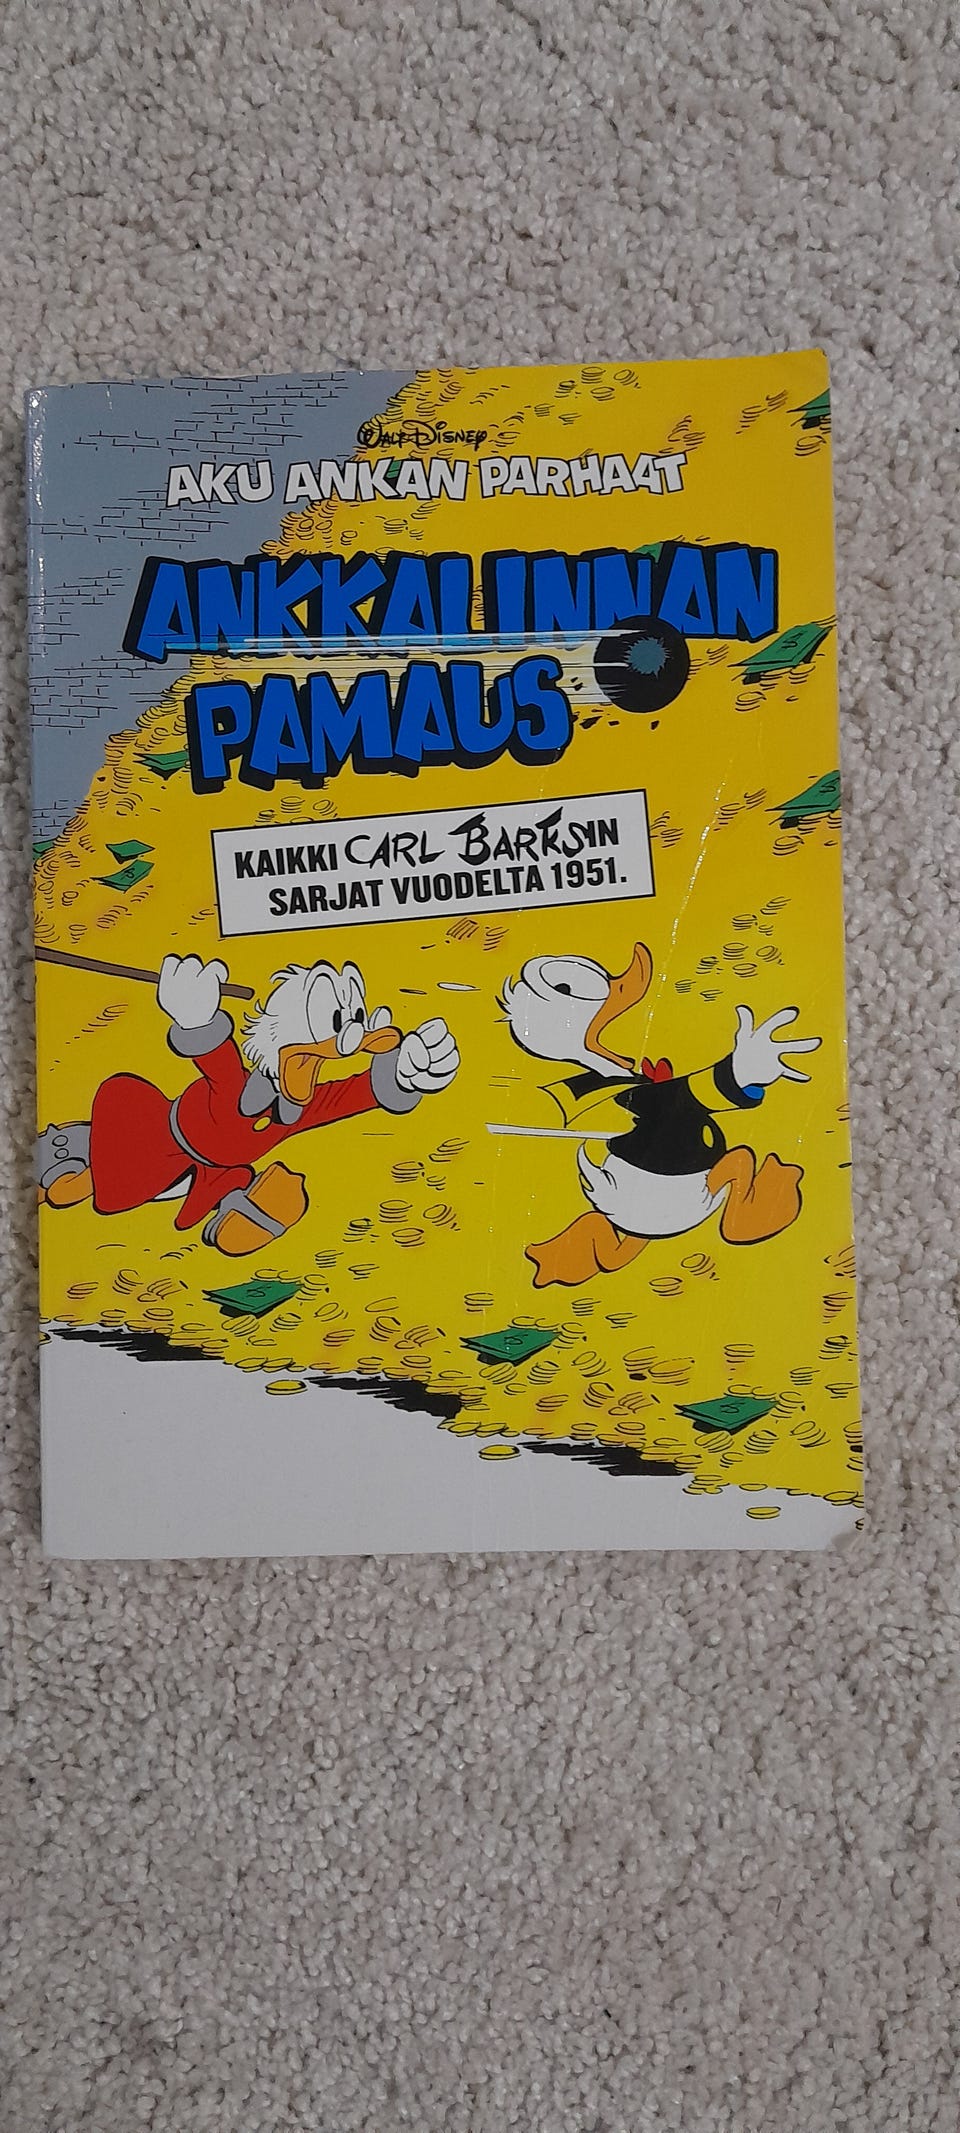 Walt Disney
AKU ANKAN PARHAAT
ANKKALINNAN
PAMAUS
KAIKKI CARL BARKSIN
SARJAT VUODELTA 1951.